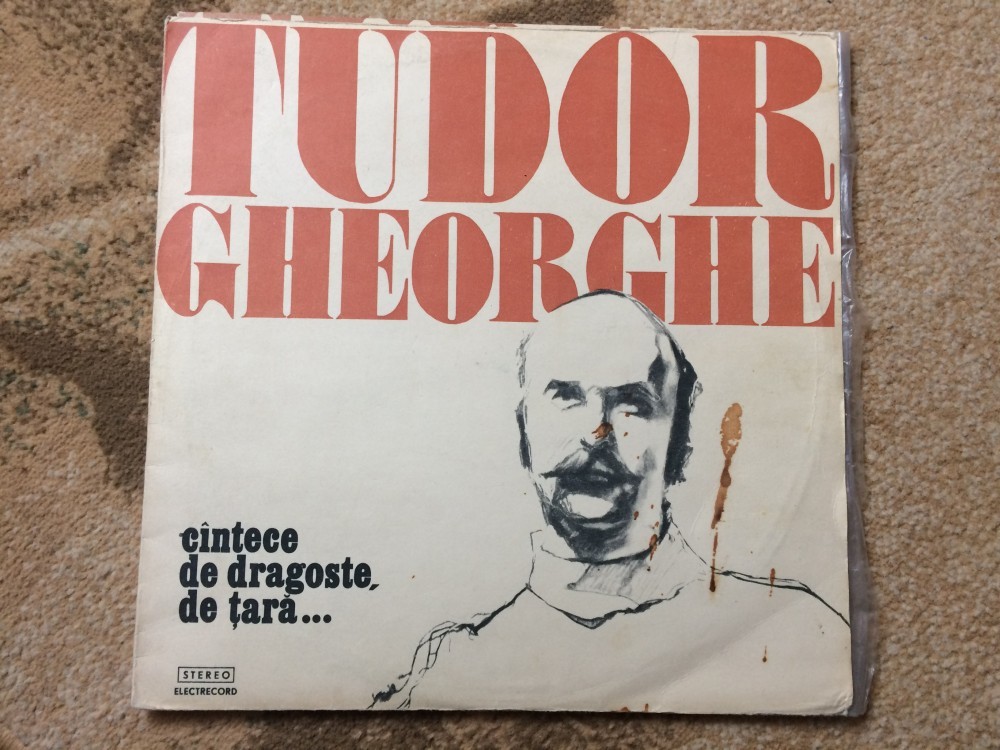 TUDOR
GHEORGHE
cîntece
de dragoste,
de țară...
STEREO
ELECTRECORD